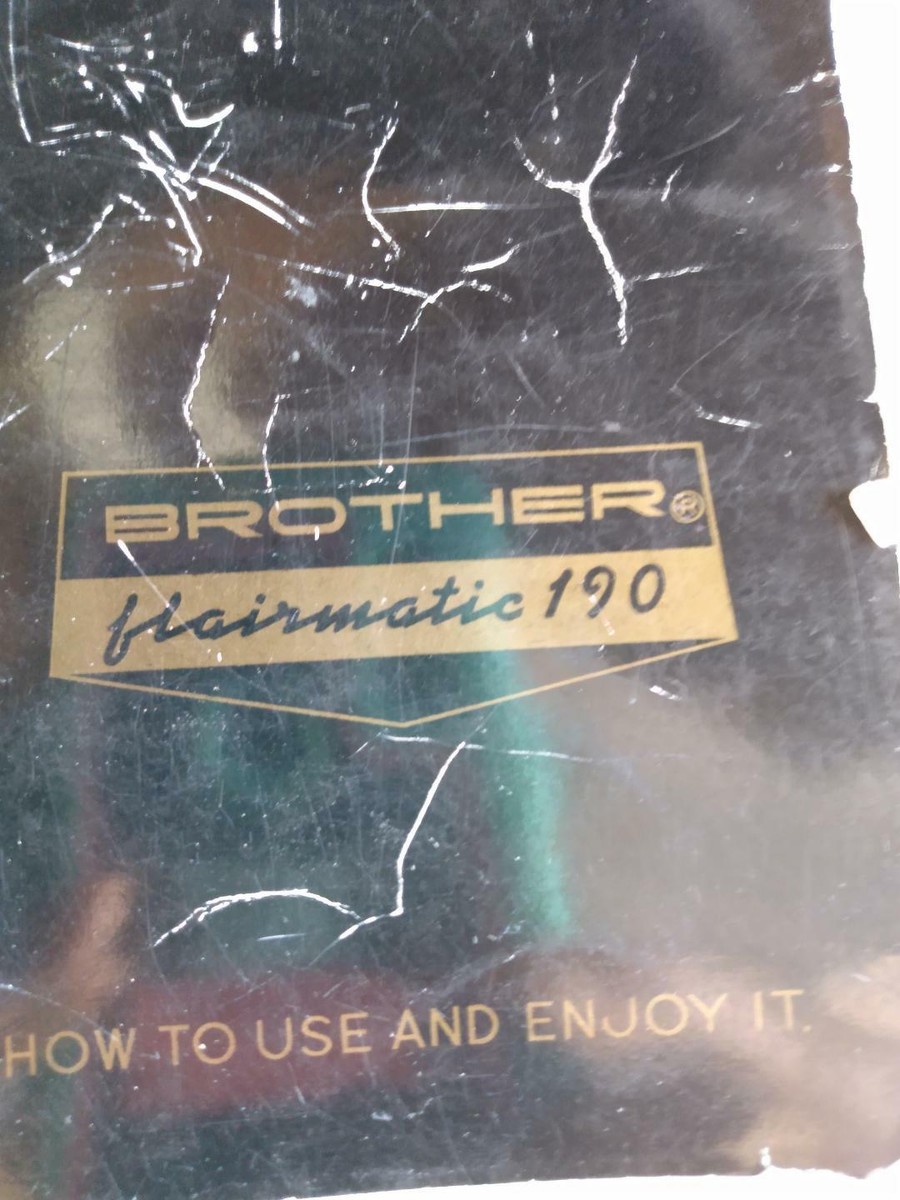 BROTHER®
flairmatic 190
HOW TO USE AND ENJOY IT.